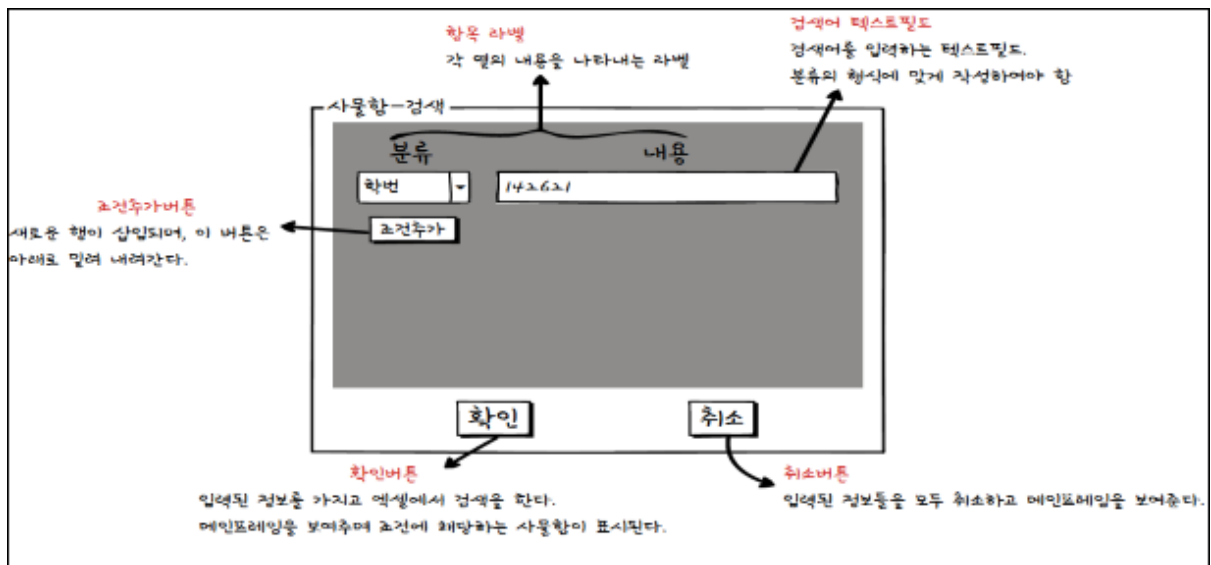 항목 라벨
각 열의 내용을 나타내는 라벨
검색어 텍스트필드
검색어를 입력하는 텍스트필드.
분류의 형식에 맞게 작성하여야 함
사물함-검색
분류 내용
학번 142621
조건추가
조건추가버튼
새로운 행이 삽입되며, 이 버튼은
아래로 밀려 내려간다.
확인 취소
확인버튼
입력된 정보를 가지고 엑셀에서 검색을 한다.
메인프레임을 보여주며 조건에 해당하는 사물함이 표시된다.
취소버튼
입력된 정보들을 모두 취소하고 메인프레임을 보여준다.